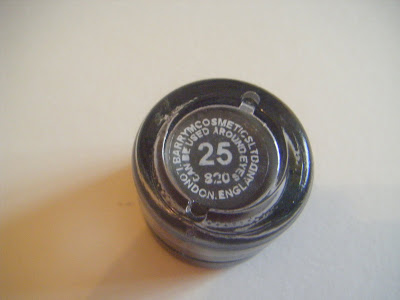 BARRYMCOSMETICSLTD
LONDON.ENGLAND
CAN BE USED AROUND EYES
25
S20